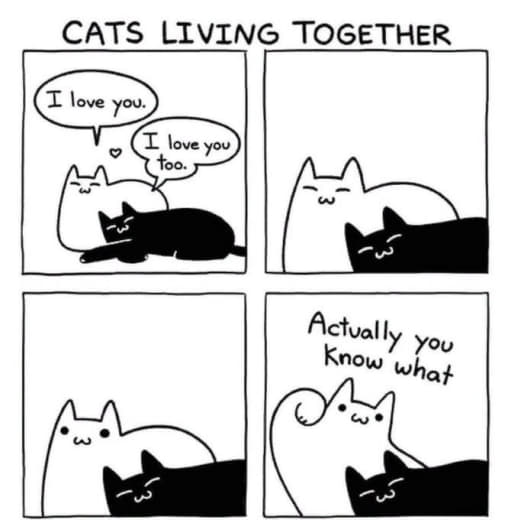 CATS LIVING TOGETHER
I love you.
I love you
too.
Actually you
know what